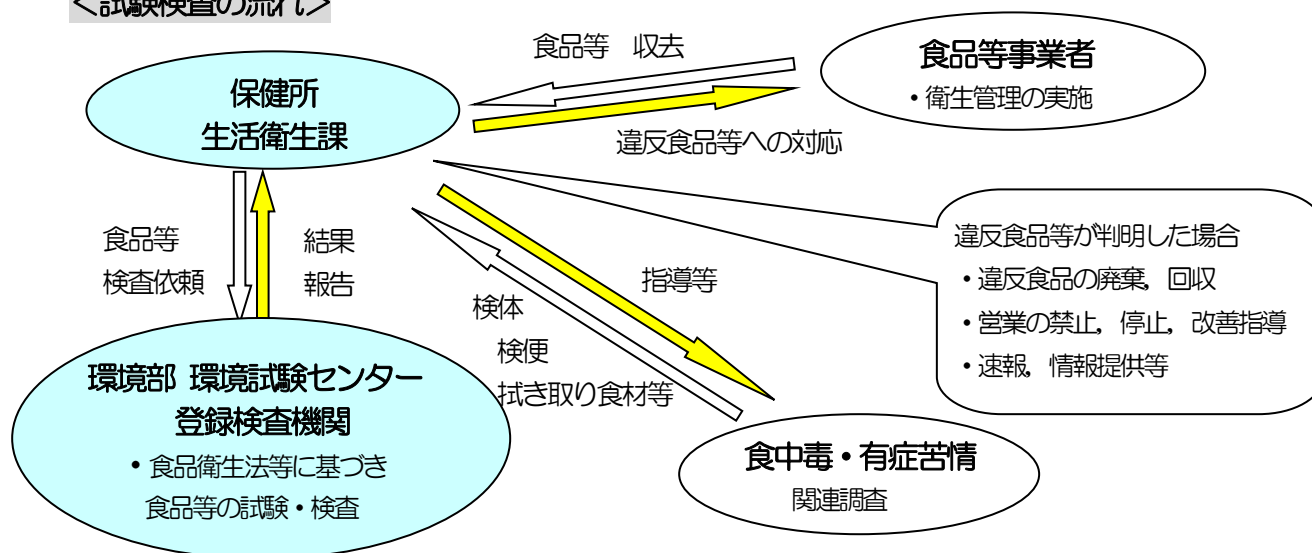 ＜試験検査の流れ＞
食品等　収去
食品等事業者
・衛生管理の実施
保健所
生活衛生課
違反食品等への対応
食品等
検査依頼
結果
報告
違反食品等が判明した場合
・違反食品の廃棄，回収
・営業の禁止，停止，改善指導
・速報，情報提供等
指導等
検体
検便
拭き取り食材等
環境部 環境試験センター
登録検査機関
・食品衛生法等に基づき
食品等の試験・検査
食中毒・有症苦情
関連調査